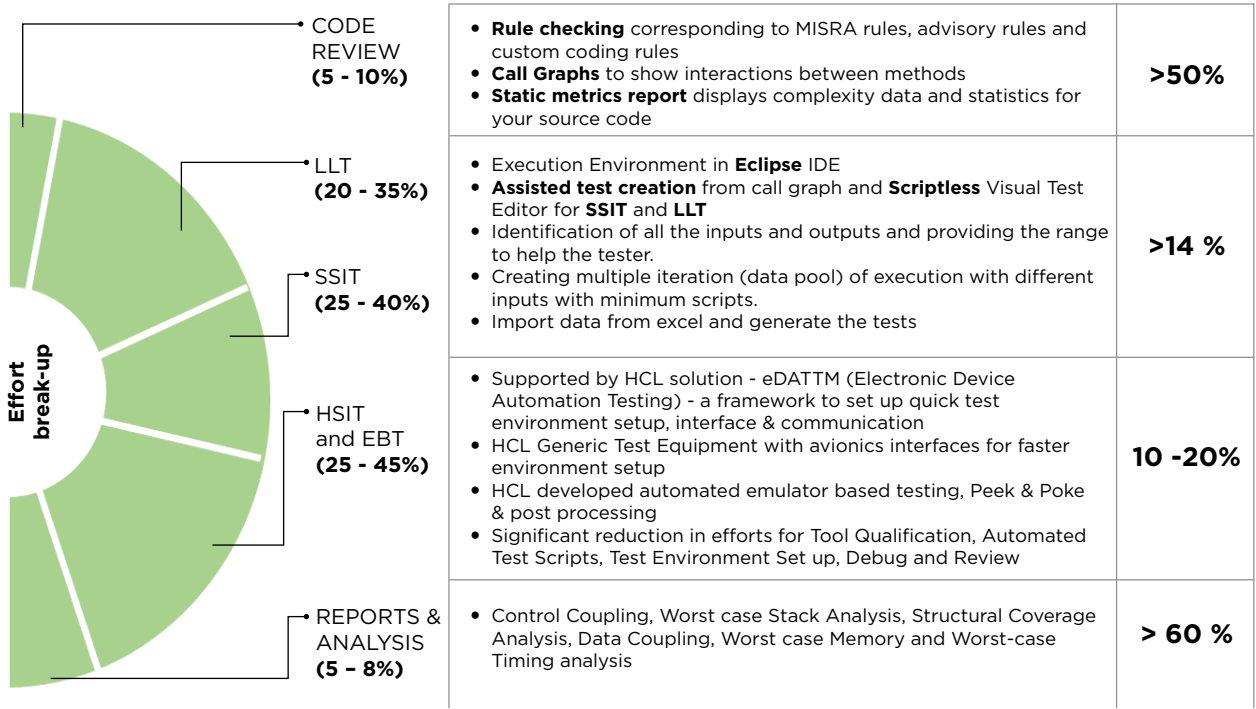 Effort
break-up
CODE
REVIEW
(5 - 10%)
• Rule checking corresponding to MISRA rules, advisory rules and
custom coding rules
• Call Graphs to show interactions between methods
• Static metrics report displays complexity data and statistics for
your source code
>50%
LLT
(20 - 35%)
• Execution Environment in Eclipse IDE
• Assisted test creation from call graph and Scriptless Visual Test
Editor for SSIT and LLT
• Identification of all the inputs and outputs and providing the range
to help the tester.
• Creating multiple iteration (data pool) of execution with different
inputs with minimum scripts.
• Import data from excel and generate the tests
>14 %
SSIT
(25 - 40%)
HSIT
and EBT
(25 - 45%)
• Supported by HCL solution - eDATTM (Electronic Device
Automation Testing) - a framework to set up quick test
environment setup, interface & communication
• HCL Generic Test Equipment with avionics interfaces for faster
environment setup
• HCL developed automated emulator based testing, Peek & Poke
& post processing
• Significant reduction in efforts for Tool Qualification, Automated
Test Scripts, Test Environment Set up, Debug and Review
10 -20%
REPORTS &
ANALYSIS
(5 – 8%)
• Control Coupling, Worst case Stack Analysis, Structural Coverage
Analysis, Data Coupling, Worst case Memory and Worst-case
Timing analysis
> 60 %